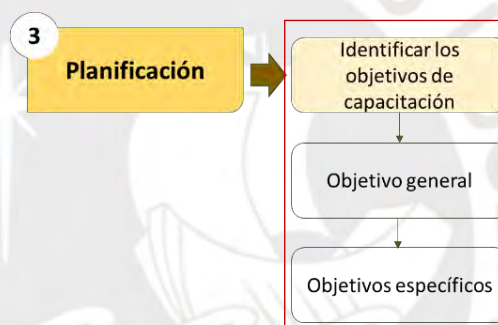 3
Planificación
Identificar los
objetivos de
capacitación
Objetivo general
Objetivos específicos